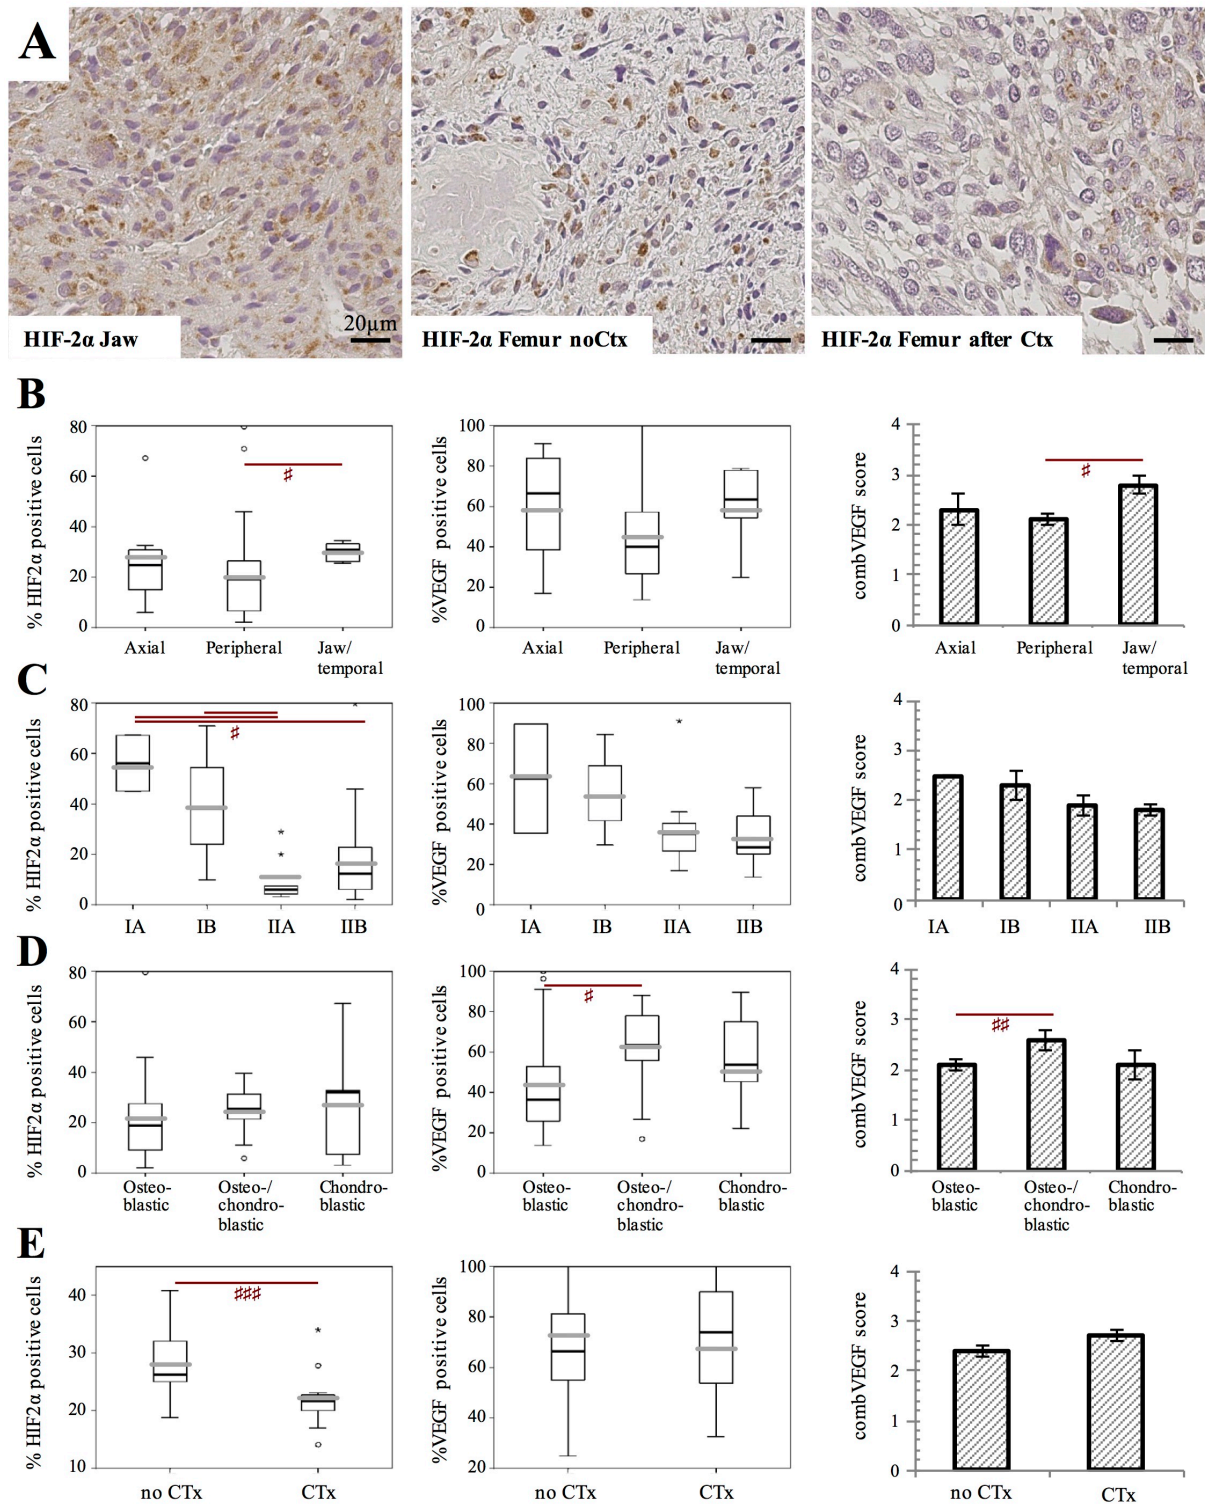 A
HIF-2α Jaw
20µm
HIF-2α Femur noCtx
HIF-2α Femur after Ctx
B
% HIF2α positive cells
80
60
40
20
0
Axial Peripheral Jaw/
temporal
%VEGF positive cells
100
80
60
40
20
0
Axial Peripheral Jaw/
temporal
combVEGF score
4
3
2
1
0
Axial Peripheral Jaw/
temporal
♯
♯
C
% HIF2α positive cells
80
60
40
20
0
IA IB IIA IIB
♯
%VEGF positive cells
100
80
60
40
20
0
IA IB IIA IIB
combVEGF score
4
3
2
1
0
IA IB IIA IIB
D
% HIF2α positive cells
80
60
40
20
0
Osteo- Osteo-/ Chondro-
blastic chondro- blastic
blastic
%VEGF positive cells
100
80
60
40
20
0
♯
Osteo- Osteo-/ Chondro-
blastic chondro- blastic
blastic
combVEGF score
4
3
2
1
0
♯♯
Osteo- Osteo-/ Chondro-
blastic chondro- blastic
blastic
E
% HIF2α positive cells
40
30
20
10
♯♯♯
no CTx CTx
%VEGF positive cells
100
80
60
40
20
no CTx CTx
combVEGF score
4
3
2
1
0
no CTx CTx